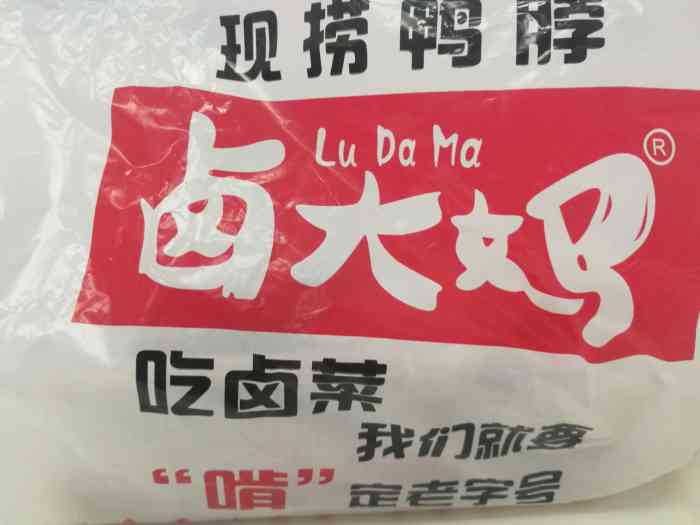 现捞鸭脖
Lu Da Ma ®
卤大妈
吃卤菜
我们就要
“啃”定老字号